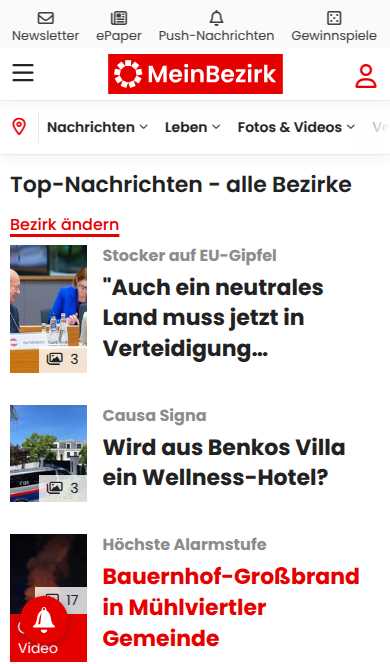 Newsletter ePaper Push-Nachrichten Gewinnspiele
MeinBezirk
Nachrichten Leben Fotos & Videos
Top-Nachrichten - alle Bezirke
Bezirk ändern
Stocker auf EU-Gipfel
"Auch ein neutrales
Land muss jetzt in
Verteidigung...
3
Causa Signa
Wird aus Benkos Villa
ein Wellness-Hotel?
3
Höchste Alarmstufe
Bauernhof-Großbrand
in Mühlviertler
Gemeinde
17
Video